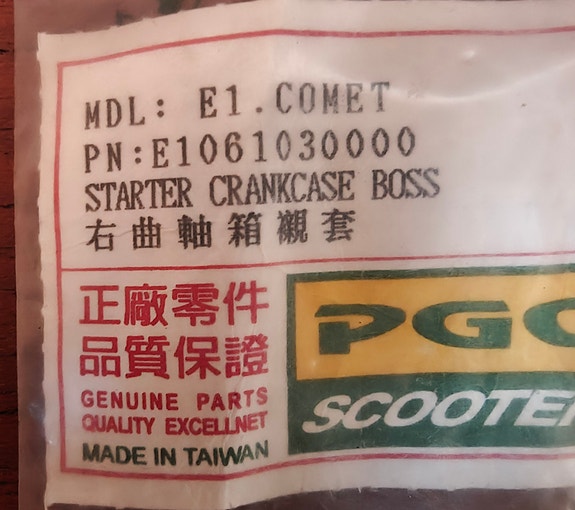 MDL: E1.COMET
PN:E1061030000
STARTER CRANKCASE BOSS
右曲軸箱襯套
正廠零件
品質保證
GENUINE PARTS
QUALITY EXCELLNET
MADE IN TAIWAN
PGO
SCOOTER